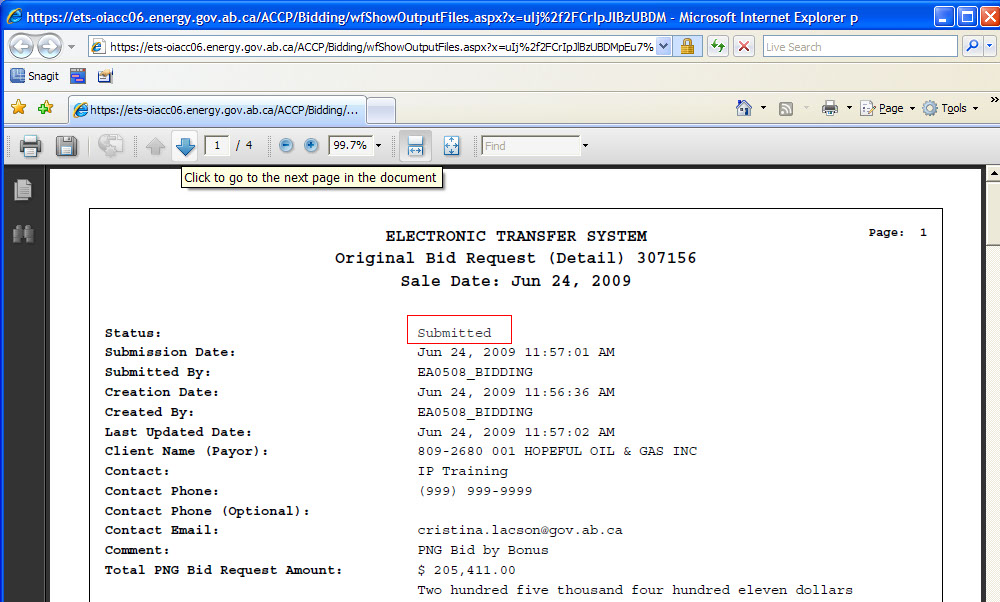 https://ets-oiacc06.energy.gov.ab.ca/ACCP/Bidding/wfShowOutputFiles.aspx?x=uIj%2f2FCrIpJlBzUBDM - Microsoft Internet Explorer p
https://ets-oiacc06.energy.gov.ab.ca/ACCP/Bidding/wfShowOutputFiles.aspx?x=uIj%2f2FCrIpJlBzUBDMpEu7% Live Search
Snagit
https://ets-oiacc06.energy.gov.ab.ca/ACCP/Bidding/... Page Tools »
1 / 4 99.7% Find
Click to go to the next page in the document
ELECTRONIC TRANSFER SYSTEM Page: 1
Original Bid Request (Detail) 307156
Sale Date: Jun 24, 2009
Status: Submitted
Submission Date: Jun 24, 2009 11:57:01 AM
Submitted By: EA0508_BIDDING
Creation Date: Jun 24, 2009 11:56:36 AM
Created By: EA0508_BIDDING
Last Updated Date: Jun 24, 2009 11:57:02 AM
Client Name (Payor): 809-2680 001 HOPEFUL OIL & GAS INC
Contact: IP Training
Contact Phone: (999) 999-9999
Contact Phone (Optional):
Contact Email: cristina.lacson@gov.ab.ca
Comment: PNG Bid by Bonus
Total PNG Bid Request Amount: $ 205,411.00
Two hundred five thousand four hundred eleven dollars